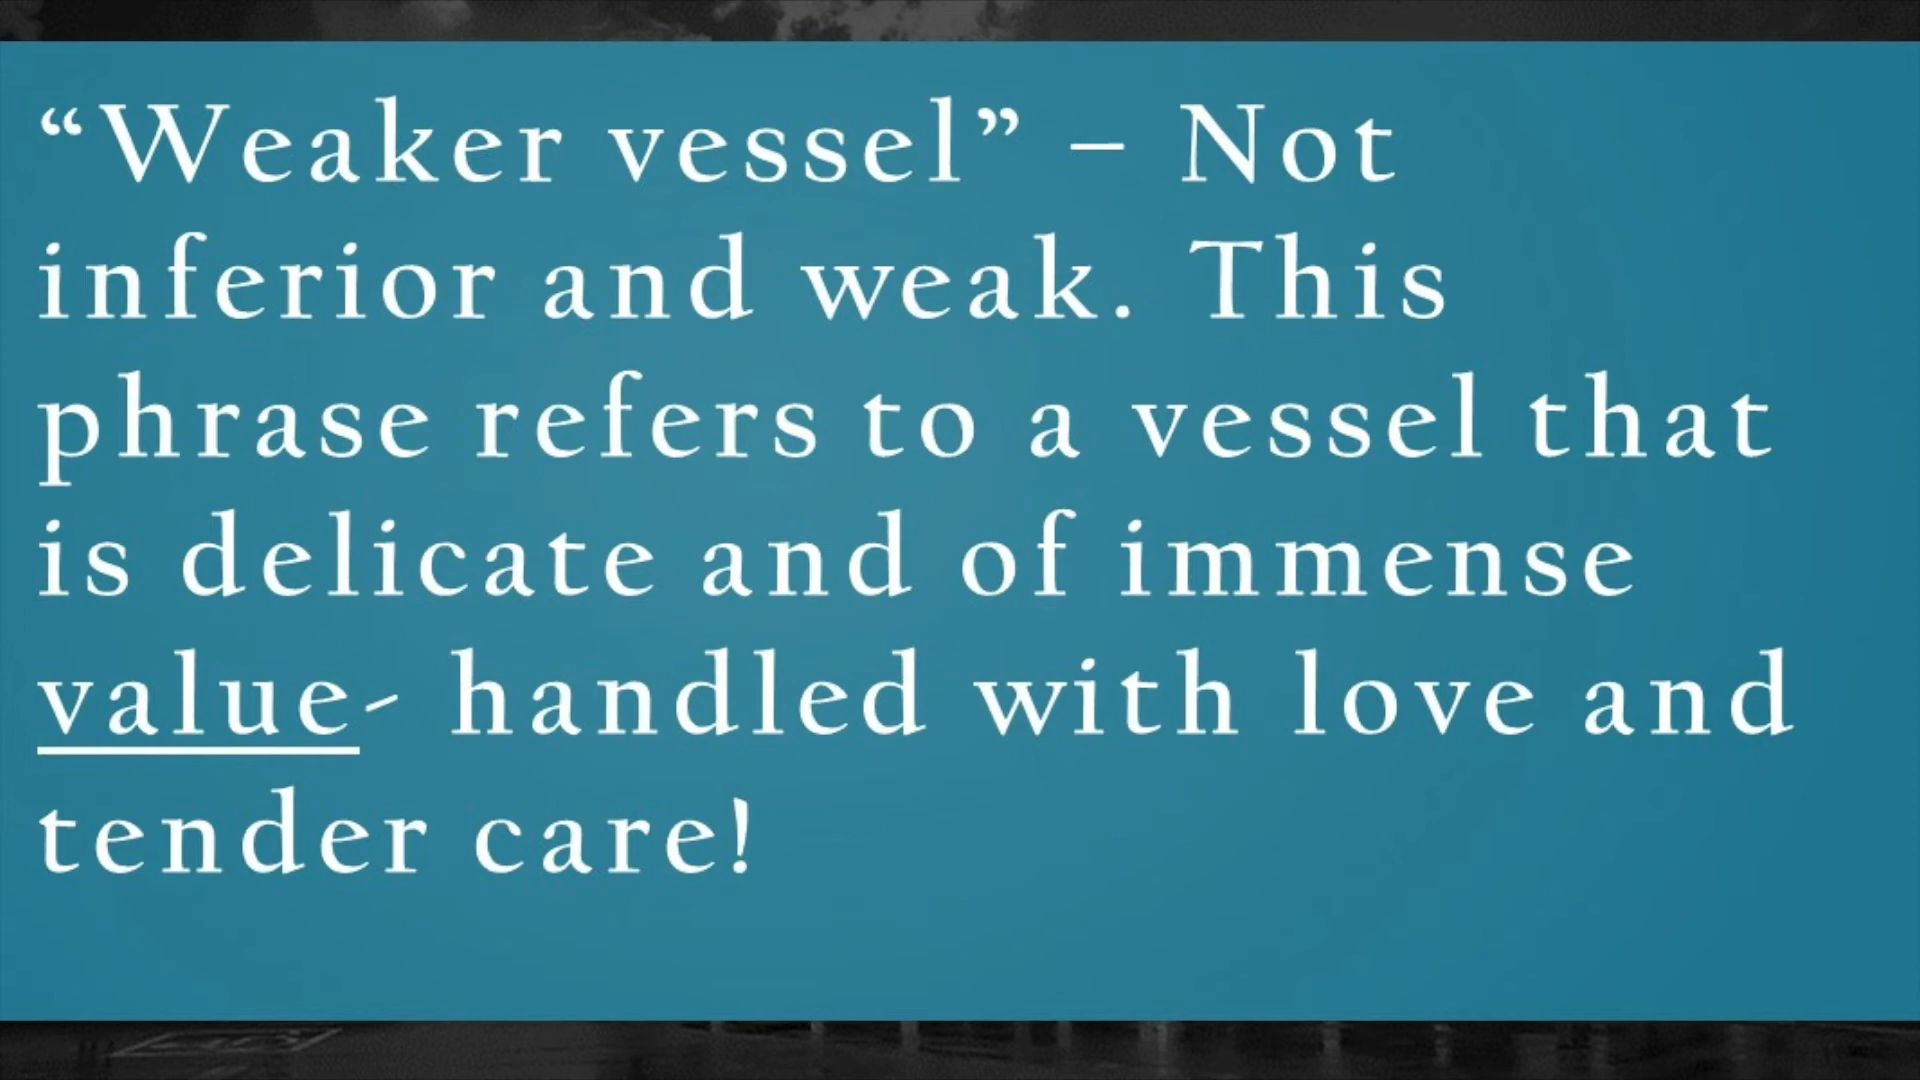 “Weaker vessel” – Not
inferior and weak. This
phrase refers to a vessel that
is delicate and of immense
value- handled with love and
tender care!